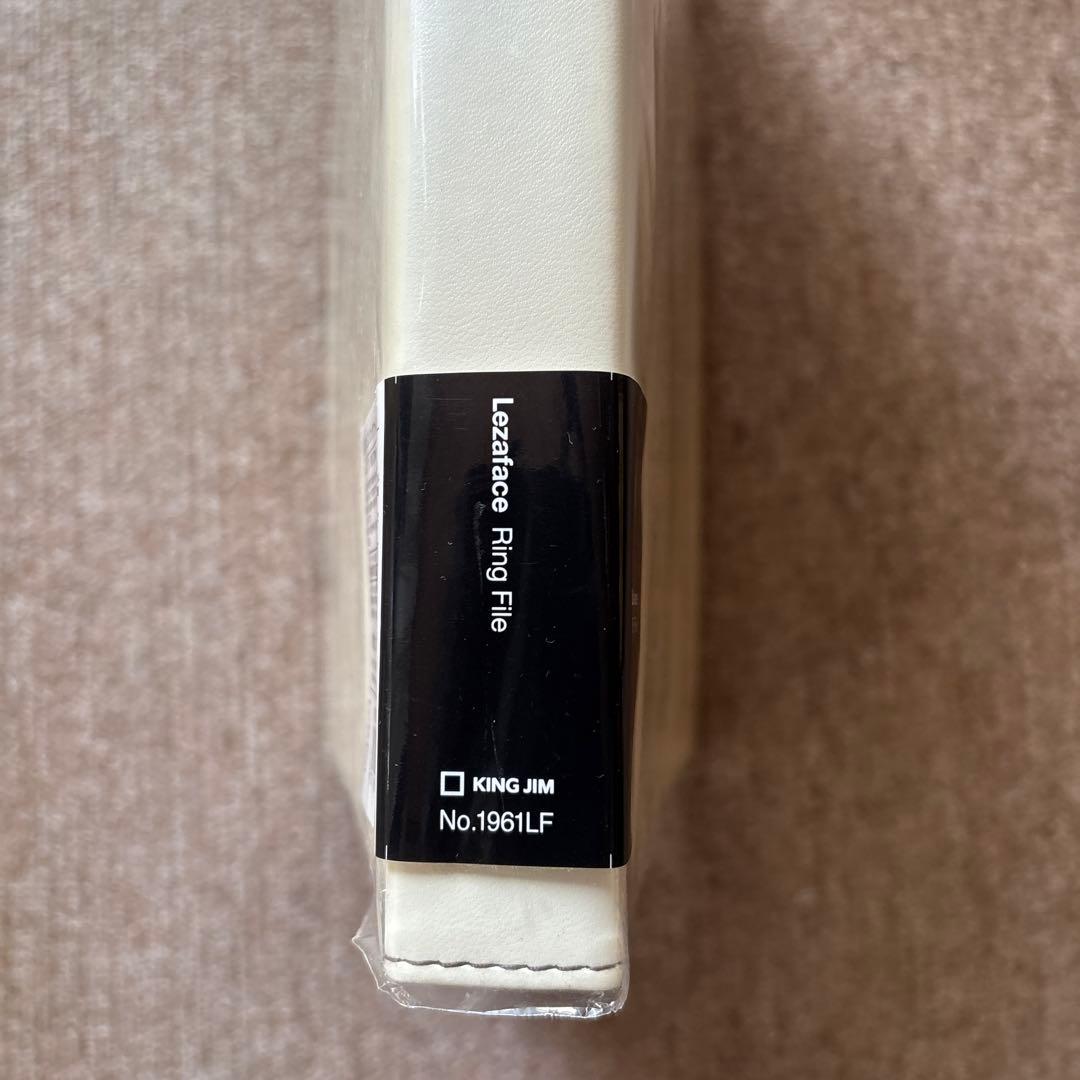 Lezaface Ring File
KING JIM
No.1961LF